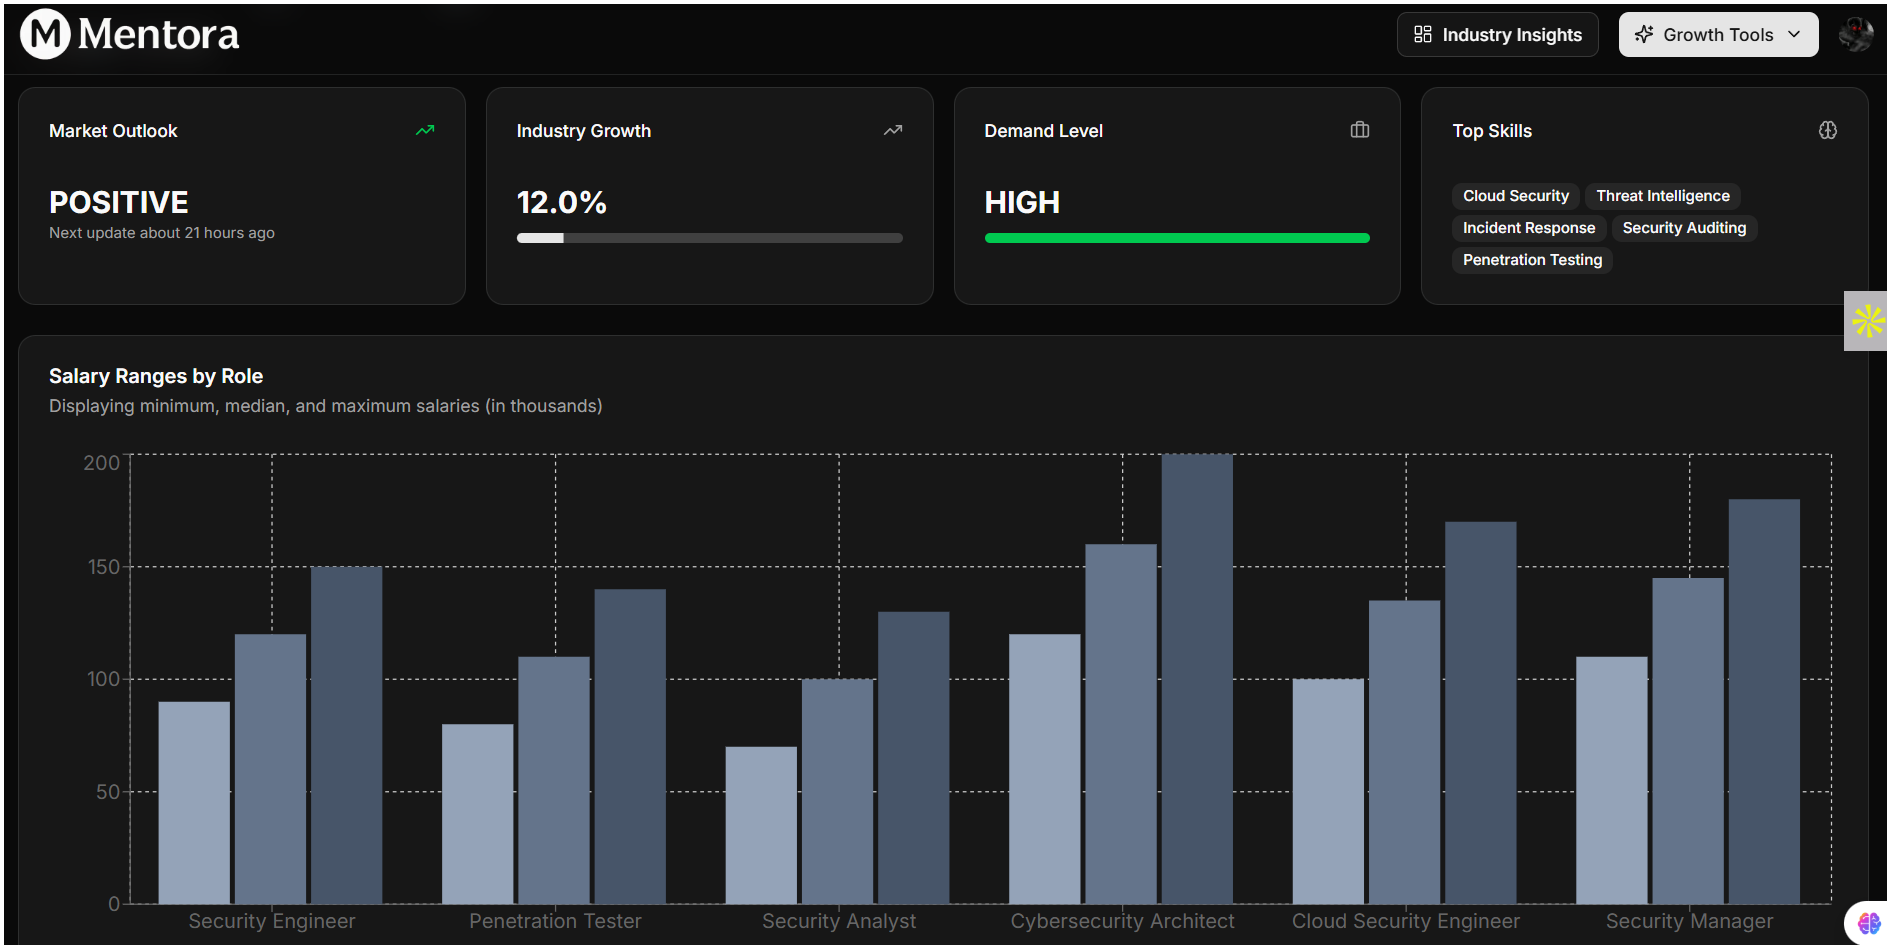 M Mentora
Industry Insights
Growth Tools
Market Outlook
POSITIVE
Next update about 21 hours ago
Industry Growth
12.0%
Demand Level
HIGH
Top Skills
Cloud Security Threat Intelligence
Incident Response Security Auditing
Penetration Testing
Salary Ranges by Role
Displaying minimum, median, and maximum salaries (in thousands)
200
150
100
50
0
Security Engineer Penetration Tester Security Analyst Cybersecurity Architect Cloud Security Engineer Security Manager